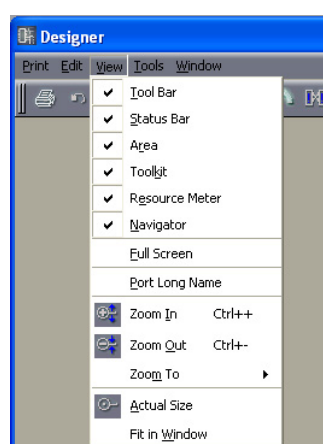 Designer
Print Edit View Tools Window
Tool Bar
Status Bar
Area
Toolkit
Resource Meter
Navigator
Full Screen
Port Long Name
Zoom In Ctrl++
Zoom Out Ctrl+-
Zoom To
Actual Size
Fit in Window